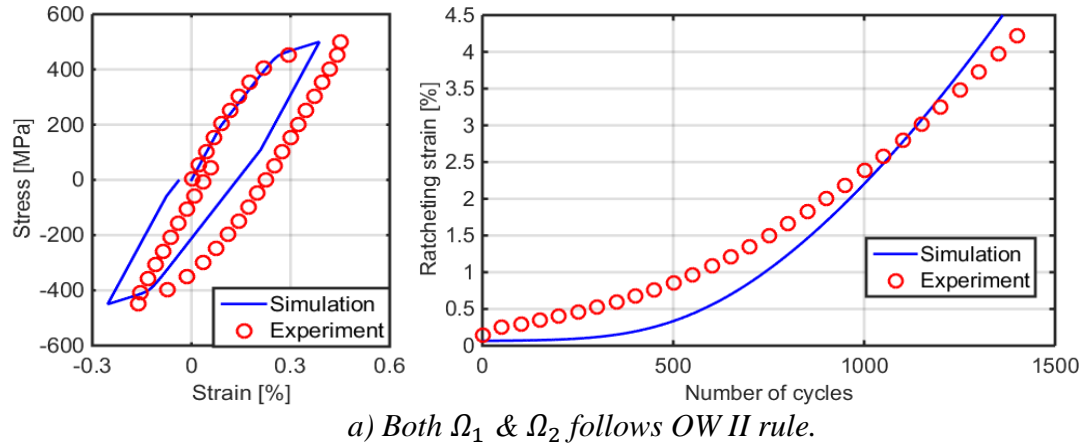 Stress [MPa]
400
200
0
-200
-400
-600
-0.3
0
0.3
0.6
Strain [%]
Simulation
Experiment
Ratcheting strain [%]
4.5
4
3.5
3
2.5
2
1.5
1
0.5
0
0
500
1000
1500
Number of cycles
Simulation
Experiment
a) Both Ω₁ & Ω₂ follows OW II rule.